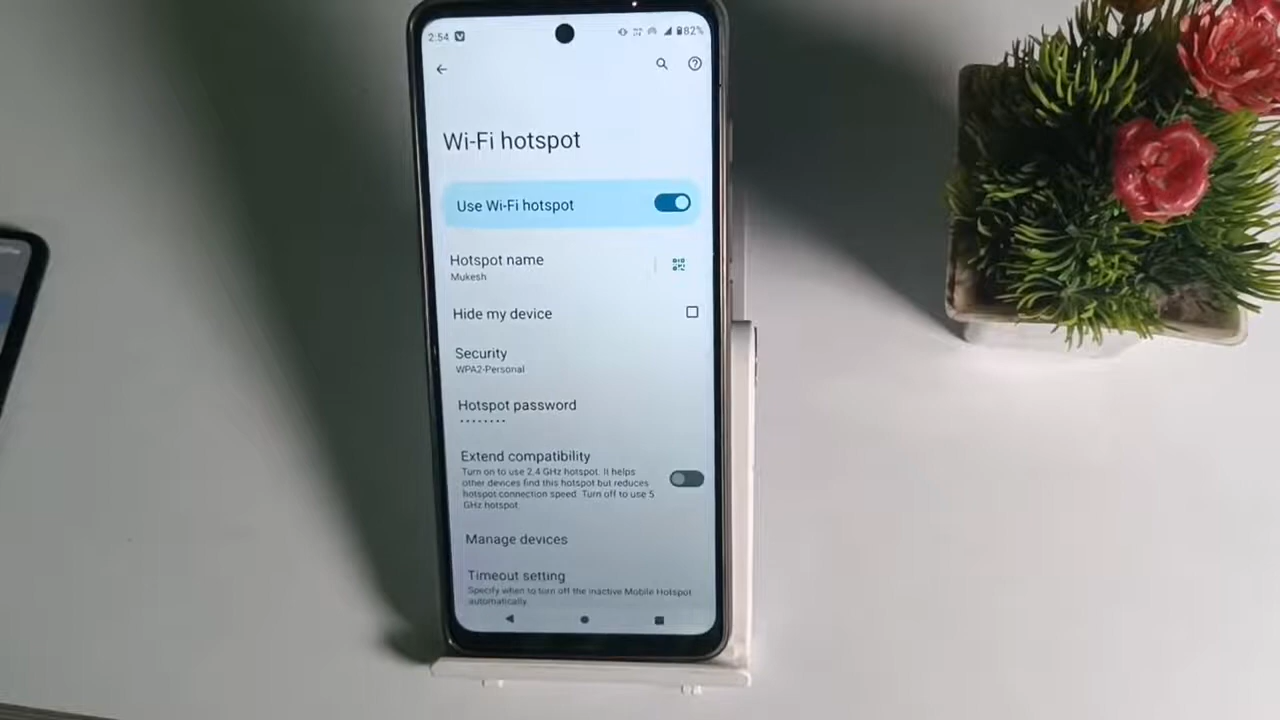 2:54 82%
Wi-Fi hotspot
Use Wi-Fi hotspot
Hotspot name
Mukesh
Hide my device
Security
WPA2-Personal
Hotspot password
Extend compatibility
Turn on to use 2.4 GHz hotspot. It helps
other devices find this hotspot but reduces
hotspot connection speed. Turn off to use 5
GHz hotspot.
Manage devices
Timeout setting
Specify when to turn off the inactive Mobile Hotspot
automatically.